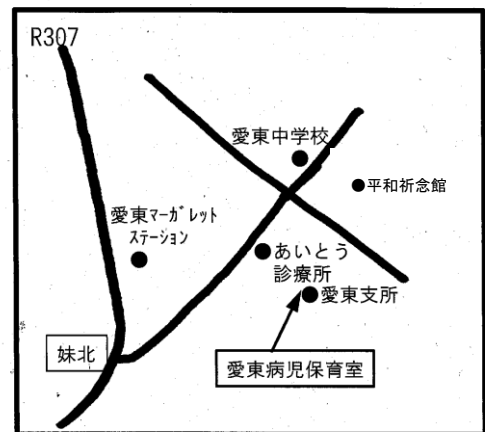 R307
愛東中学校
平和祈念館
愛東マーガレット
ステーション
あいとう
診療所
愛東支所
妹北
愛東病児保育室